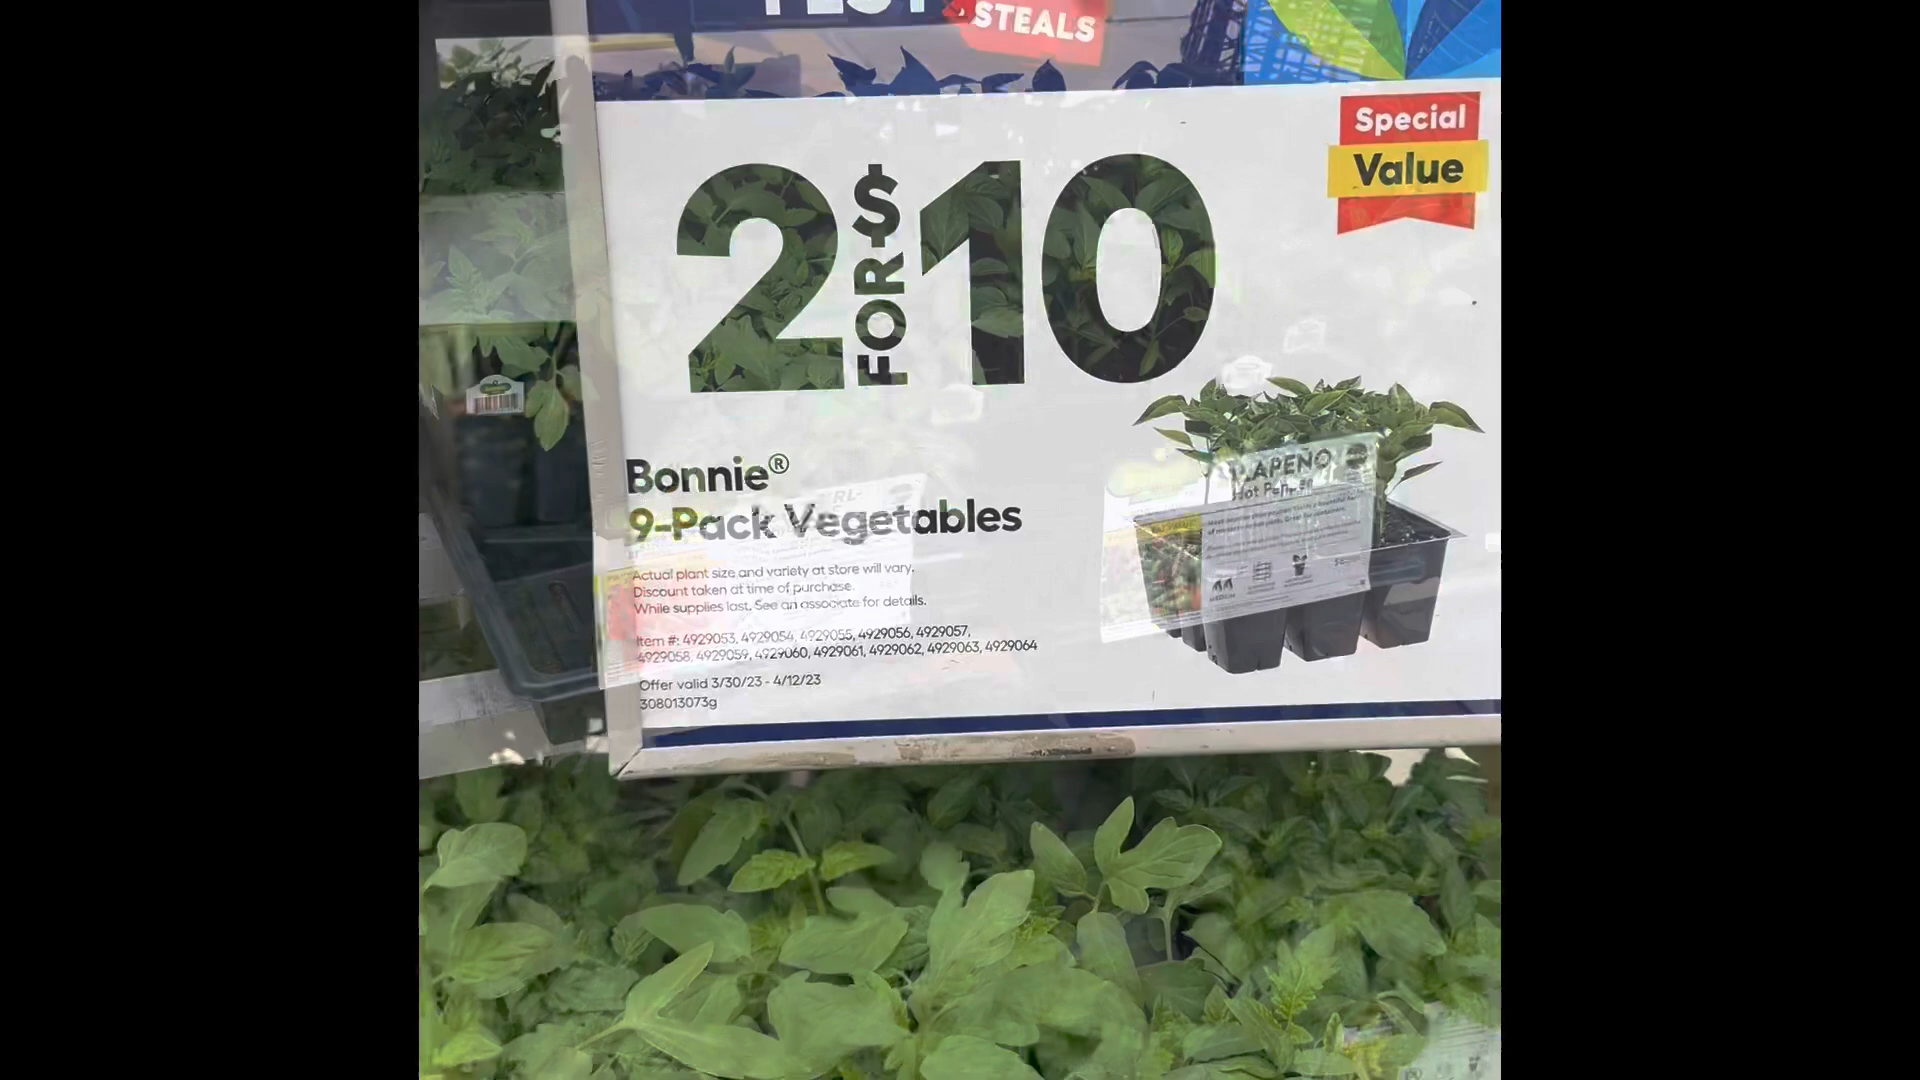 STEALS
Special
Value
2 FOR $10
Bonnie®
9-Pack Vegetables
Actual plant size and variety at store will vary.
Discount taken at time of purchase.
While supplies last. See an associate for details.
Item #: 4929053, 4929054, 4929055, 4929056, 4929057,
4929058, 4929059, 4929060, 4929061, 4929062, 4929063, 4929064
Offer valid 3/30/23 - 4/12/23
308013073g
MEDIUM